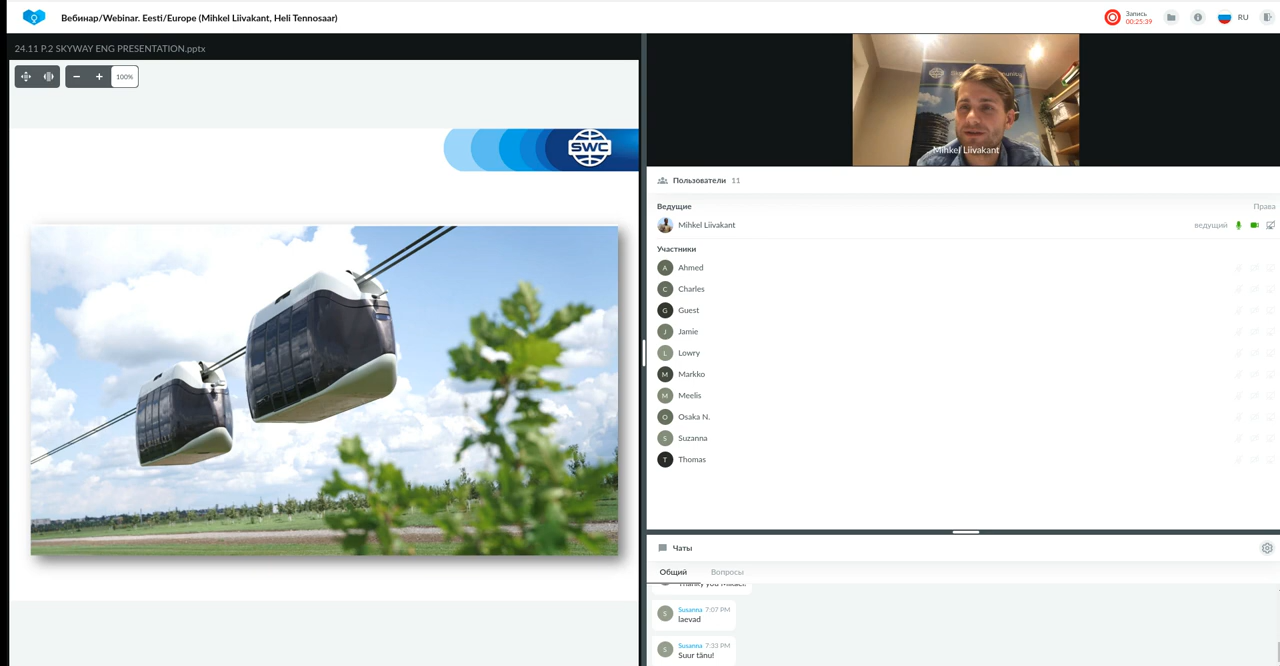 Вебинар/Webinar. Eesti/Europe (Mihkel Liivakant, Heli Tennosaar)
Запись
00:25:39
RU
24.11 P.2 SKYWAY ENG PRESENTATION.pptx
100%
SWC
Mihkel Liivakant
Пользователи 11
Ведущие Права
Mihkel Liivakant ведущий
Участники
A Ahmed
C Charles
G Guest
J Jamie
L Lowry
M Markko
M Meelis
O Osaka N.
S Suzanna
T Thomas
Чаты
Общий Вопросы
Thank you
S Susanna 7:07 PM
laevad
S Susanna 7:33 PM
Suur tänu!